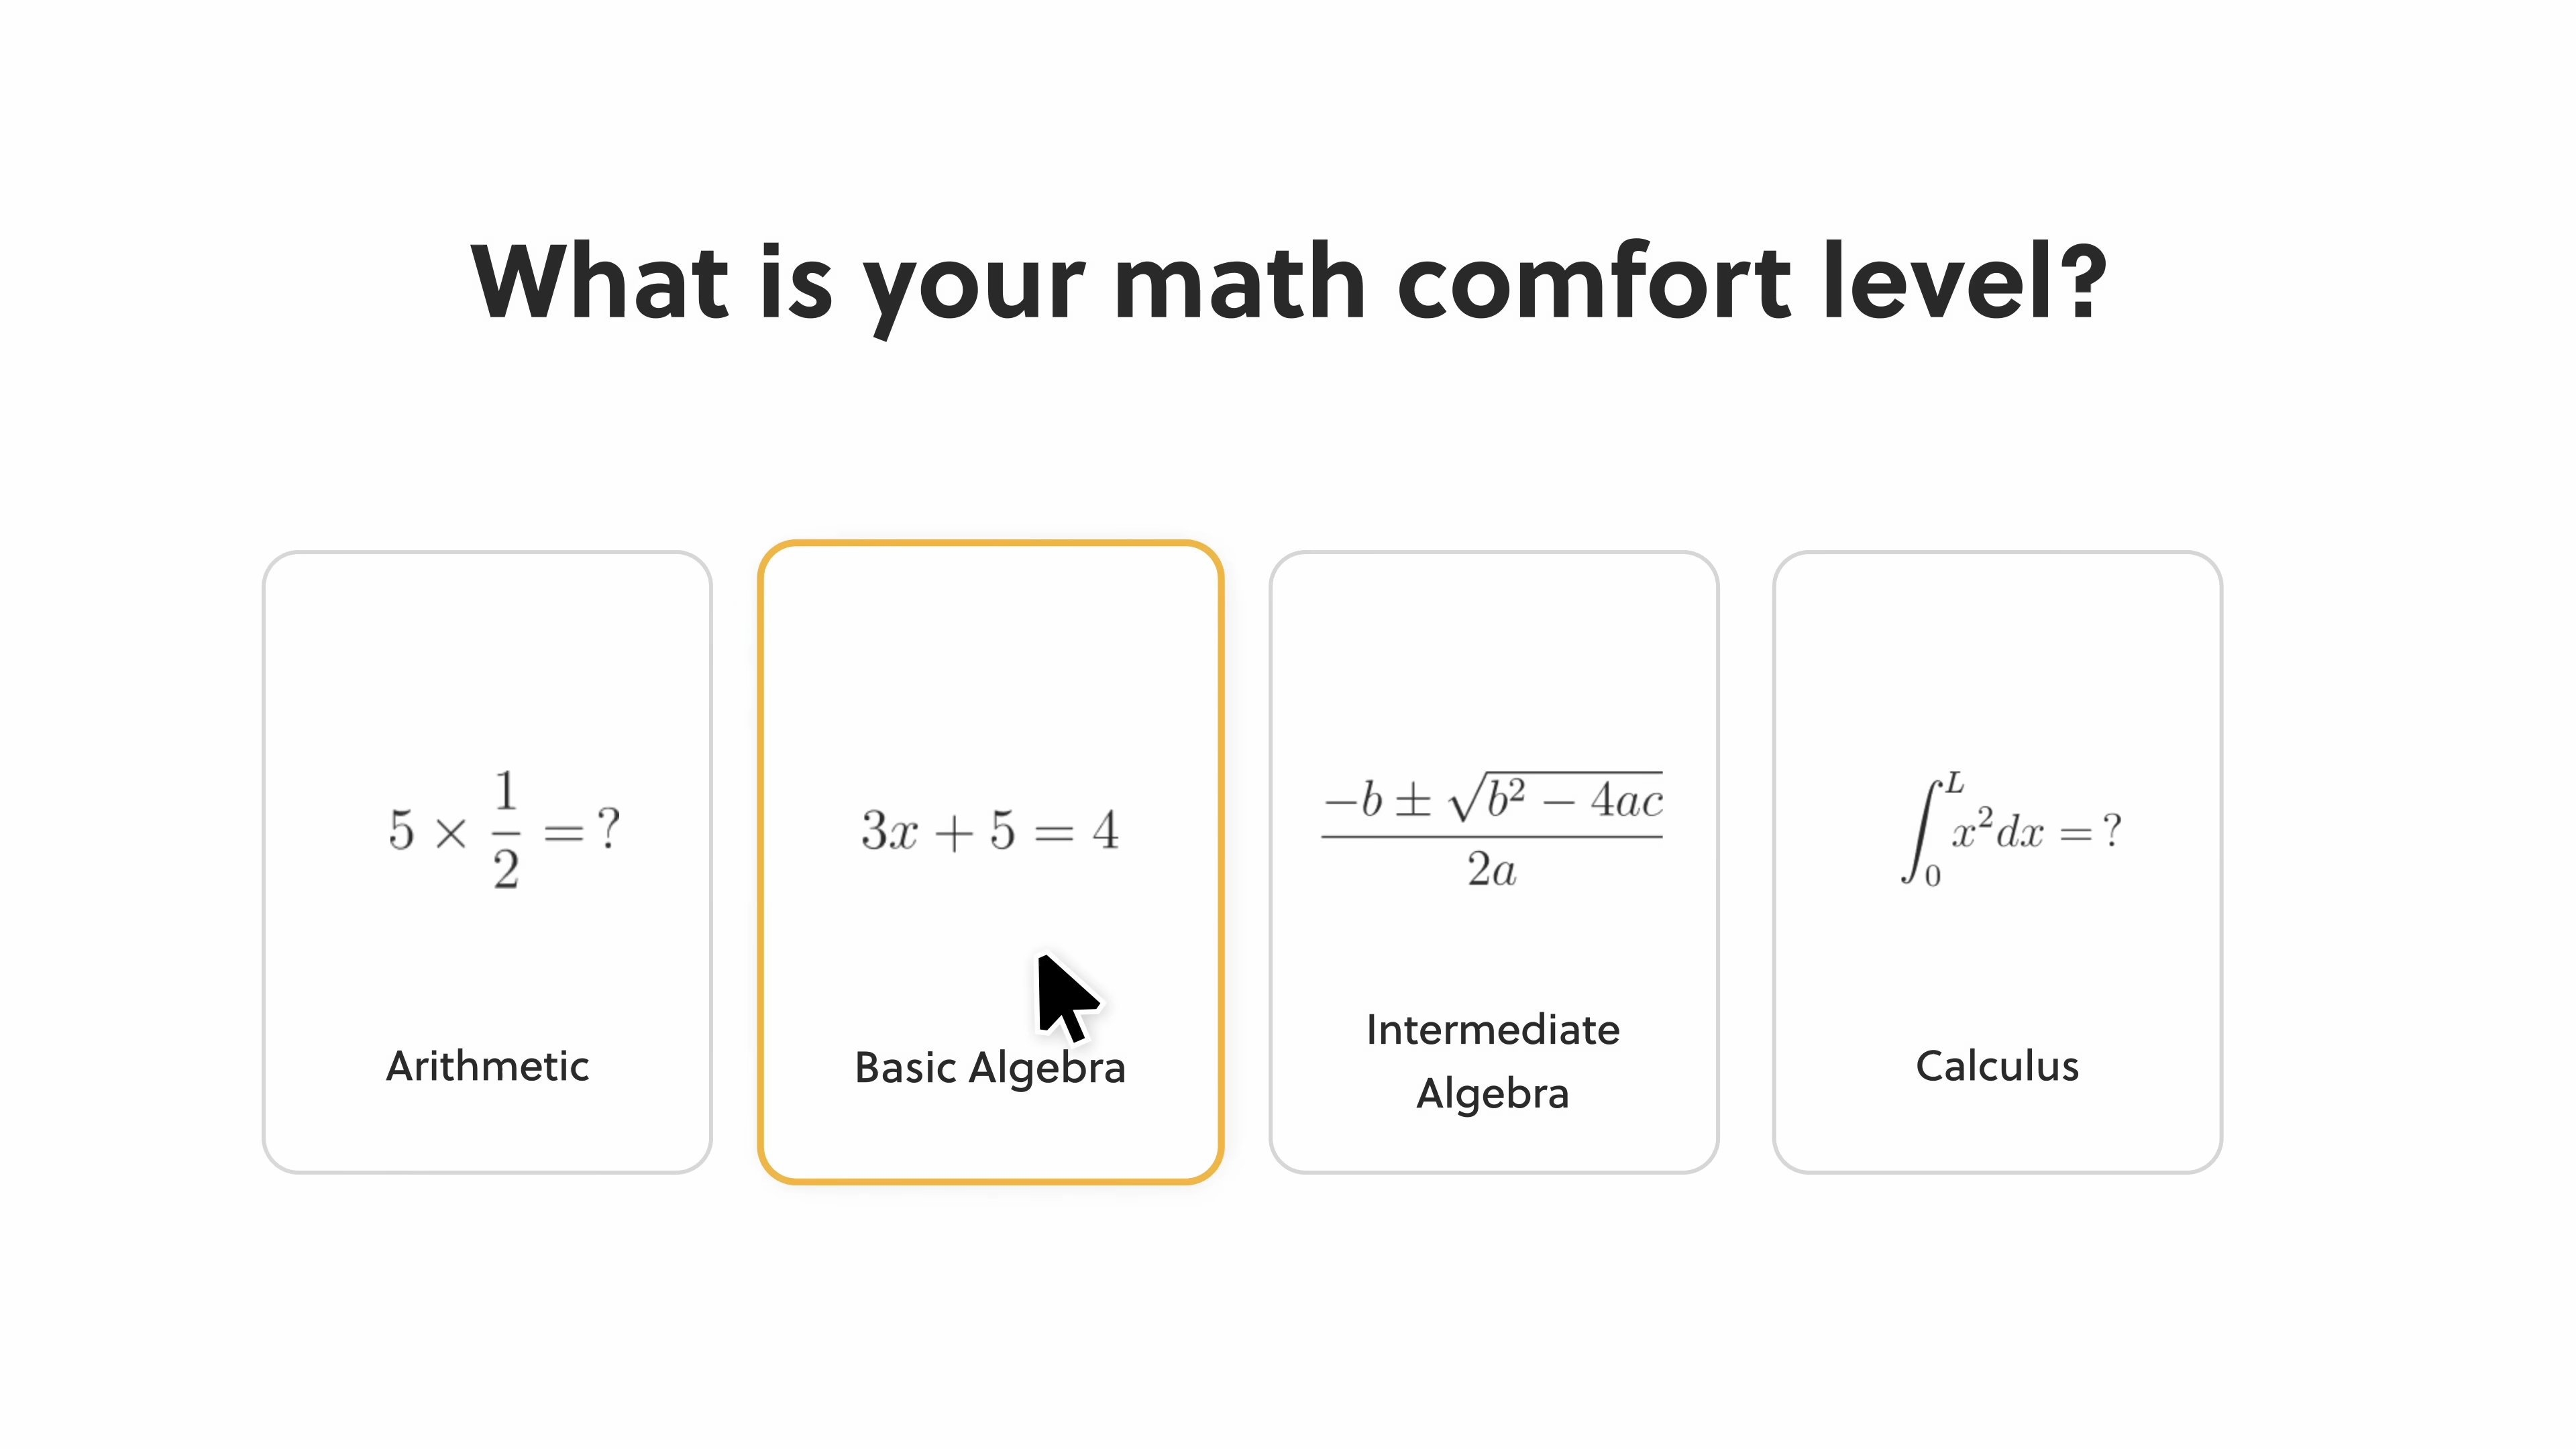 What is your math comfort level?
5 × 1/2 = ?
Arithmetic
3x + 5 = 4
Basic Algebra
−b ± √(b² − 4ac)
2a
Intermediate
Algebra
∫₀ᴸ x²dx = ?
Calculus